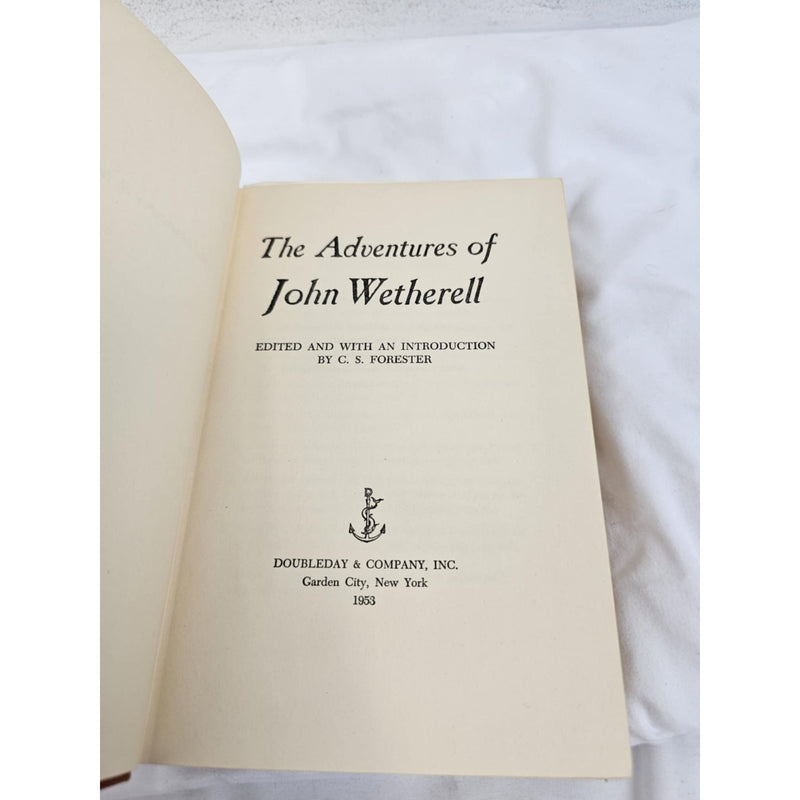 The Adventures of
John Wetherell
EDITED AND WITH AN INTRODUCTION
BY C. S. FORESTER
DOUBLEDAY & COMPANY, INC.
Garden City, New York
1953